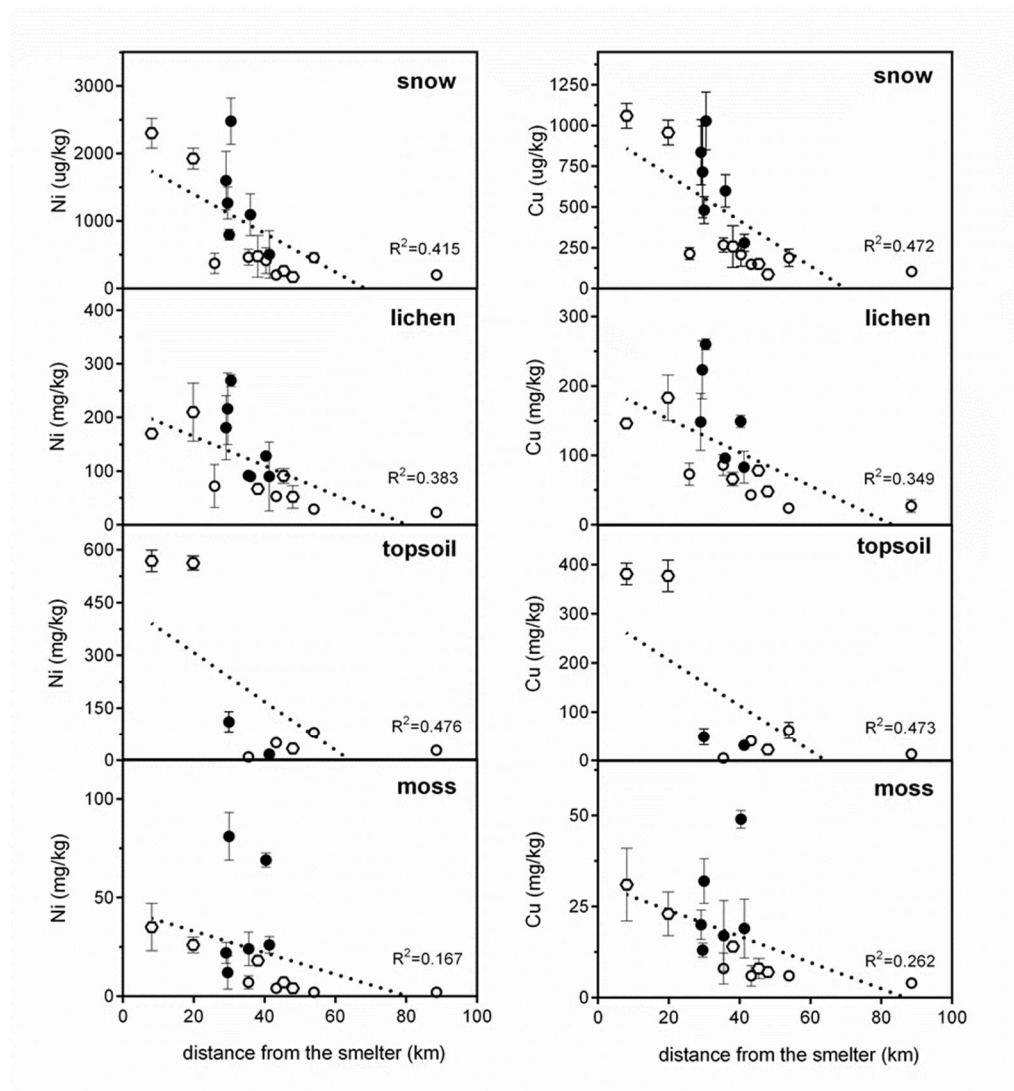 snow
Ni (ug/kg)
3000
2000
1000
0
R²=0.415
snow
Cu (ug/kg)
1250
1000
750
500
250
0
R²=0.472
lichen
Ni (mg/kg)
400
300
200
100
0
R²=0.383
lichen
Cu (mg/kg)
300
200
100
0
R²=0.349
topsoil
Ni (mg/kg)
600
450
300
150
0
R²=0.476
topsoil
Cu (mg/kg)
400
300
200
100
0
R²=0.473
moss
Ni (mg/kg)
100
50
0
R²=0.167
0 20 40 60 80 100
distance from the smelter (km)
moss
Cu (mg/kg)
50
25
0
R²=0.262
0 20 40 60 80 100
distance from the smelter (km)